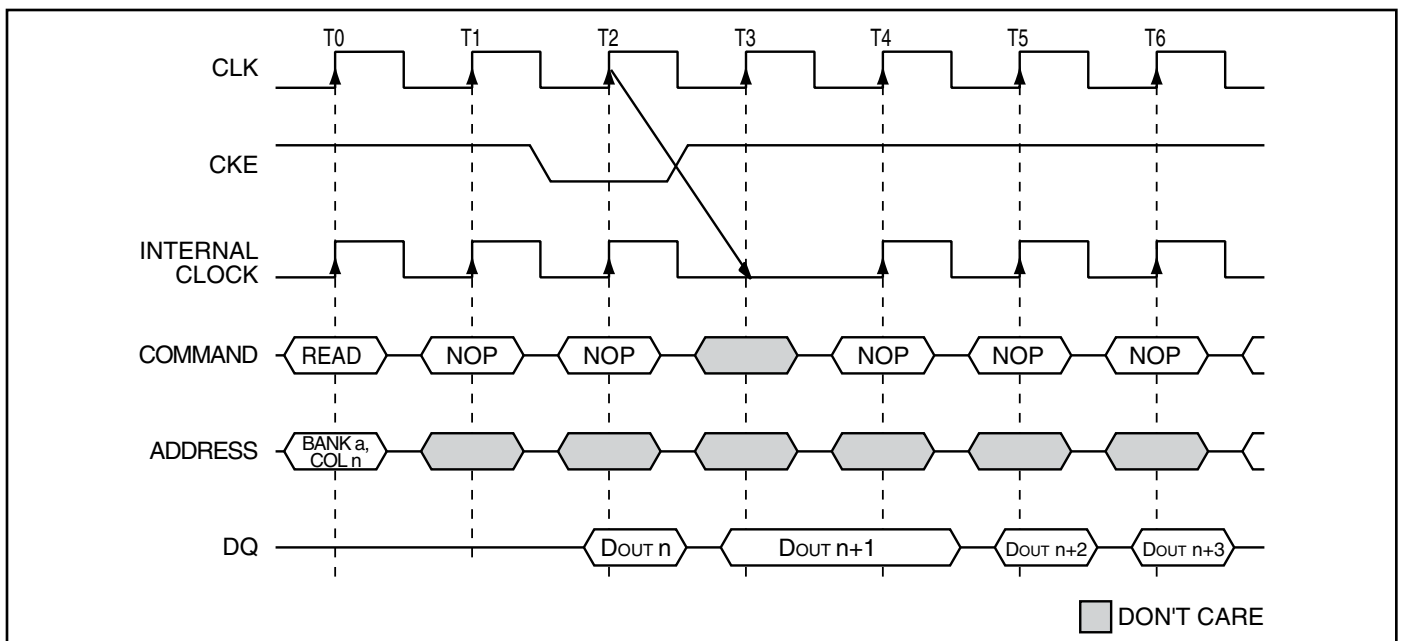 T0 T1 T2 T3 T4 T5 T6
CLK
CKE
INTERNAL
CLOCK
COMMAND READ NOP NOP NOP NOP NOP
ADDRESS BANK a,
COL n
DQ DOUT n DOUT n+1 DOUT n+2 DOUT n+3
DON'T CARE